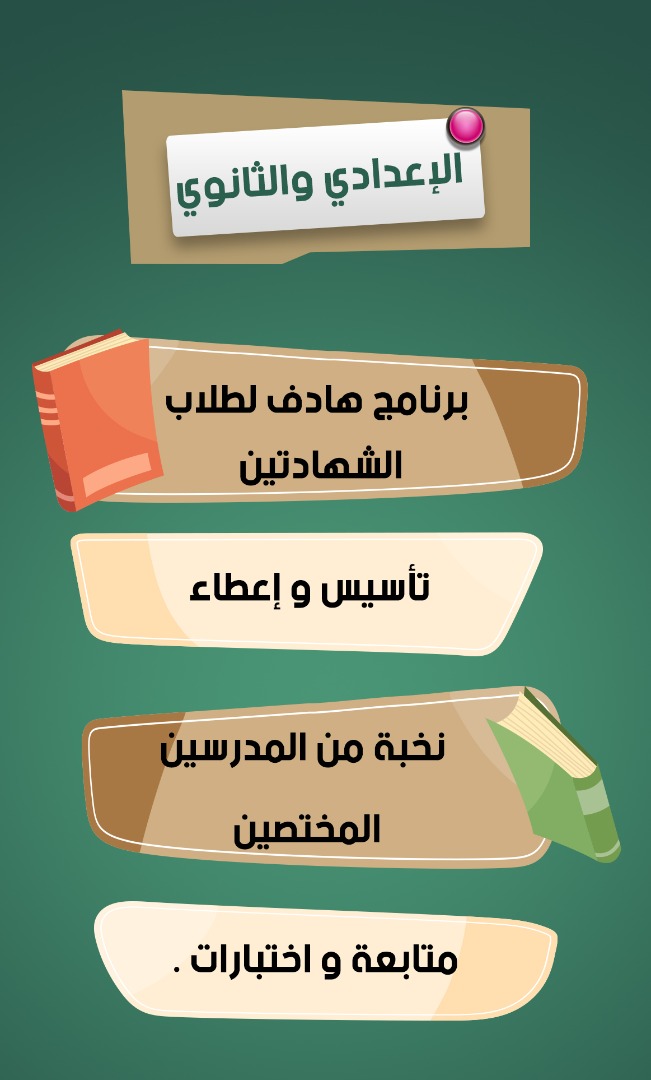 الإعدادي والثانوي
برنامج هادف لطلاب
الشهادتين
تأسيس و إعطاء
نخبة من المدرسين
المختصين
متابعة و اختبارات .